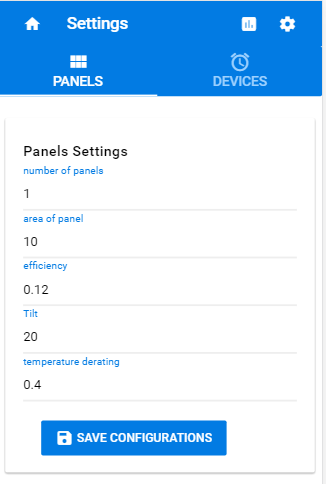 Settings
PANELS
DEVICES
Panels Settings
number of panels
1
area of panel
10
efficiency
0.12
Tilt
20
temperature derating
0.4
SAVE CONFIGURATIONS